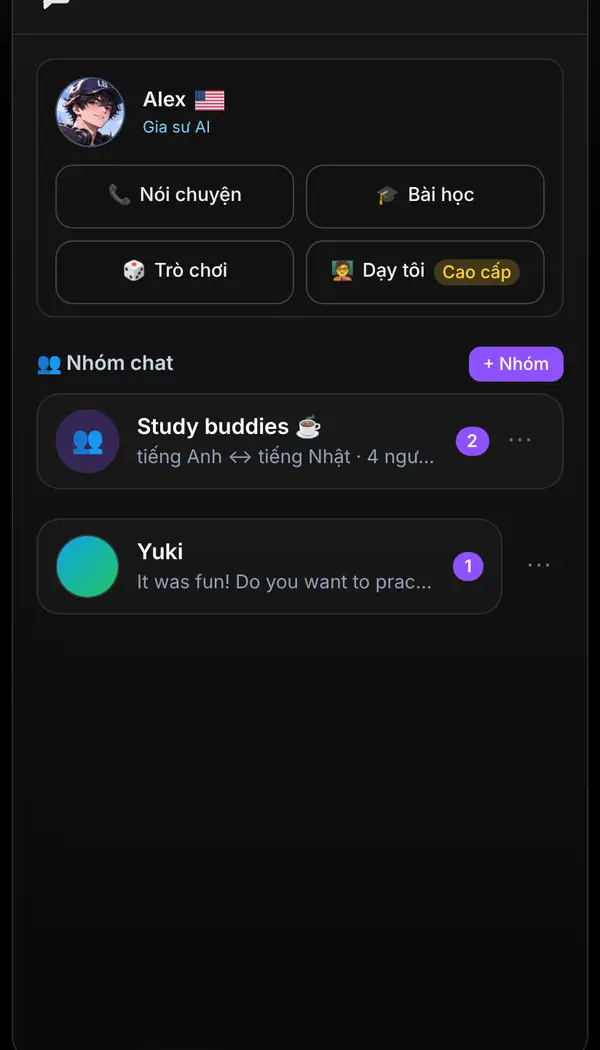 Alex 🇺🇸
Gia sư AI
📞 Nói chuyện
🎓 Bài học
🎲 Trò chơi
🧑‍🏫 Dạy tôi Cao cấp
👥 Nhóm chat
+ Nhóm
Study buddies ☕
2
tiếng Anh ↔ tiếng Nhật · 4 ngư...
Yuki
1
It was fun! Do you want to prac...